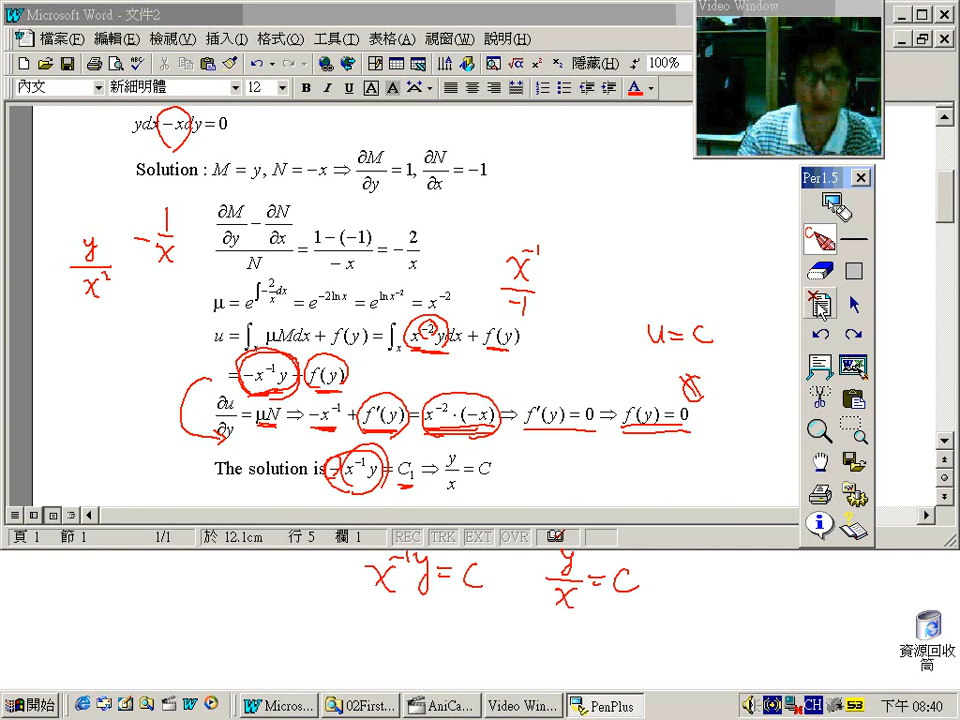 Microsoft Word - 文件2
Video Window
檔案(F) 編輯(E) 檢視(V) 插入(I) 格式(O) 工具(T) 表格(A) 視窗(W) 說明(H)
隱藏(H) 100%
內文 新細明體 12 B I U A A A
ydx − xdy = 0
Solution : M = y, N = −x ⇒ ∂M/∂y = 1, ∂N/∂x = −1
(∂M/∂y − ∂N/∂x)/N = (1 − (−1))/(−x) = −2/x
y/x² −1/x
x⁻¹/−1
μ = e^(∫−(2/x)dx) = e^(−2ln x) = e^(ln x⁻²) = x⁻²
u = ∫ₓ μMdx + f(y) = ∫ₓ x⁻²ydx + f(y)
u = C
= −x⁻¹y + f(y)
∂u/∂y = μN ⇒ −x⁻¹ + f′(y) = x⁻² · (−x) ⇒ f′(y) = 0 ⇒ f(y) = 0
The solution is −x⁻¹y = C₁ ⇒ y/x = C
Per1.5
頁 1 節 1 1/1 於 12.1cm 行 5 欄 1 REC TRK EXT OVR
x⁻¹y = C y/x = C
資源回收筒
開始 Micros... 02First... AniCa... Video Win... PenPlus CH 53 下午 08:40